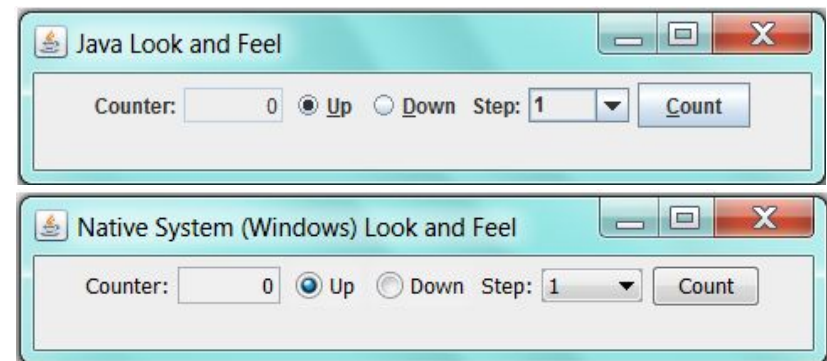 Java Look and Feel
Counter: 0 Up Down Step: 1 Count
Native System (Windows) Look and Feel
Counter: 0 Up Down Step: 1 Count